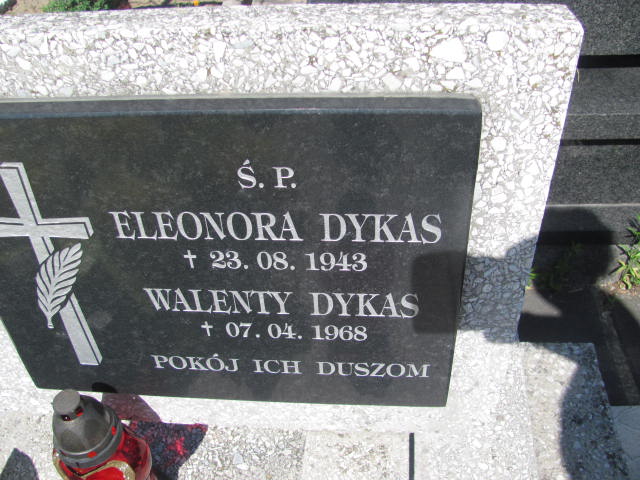 Ś. P.
ELEONORA DYKAS
† 23. 08. 1943
WALENTY DYKAS
† 07. 04. 1968
POKÓJ ICH DUSZOM